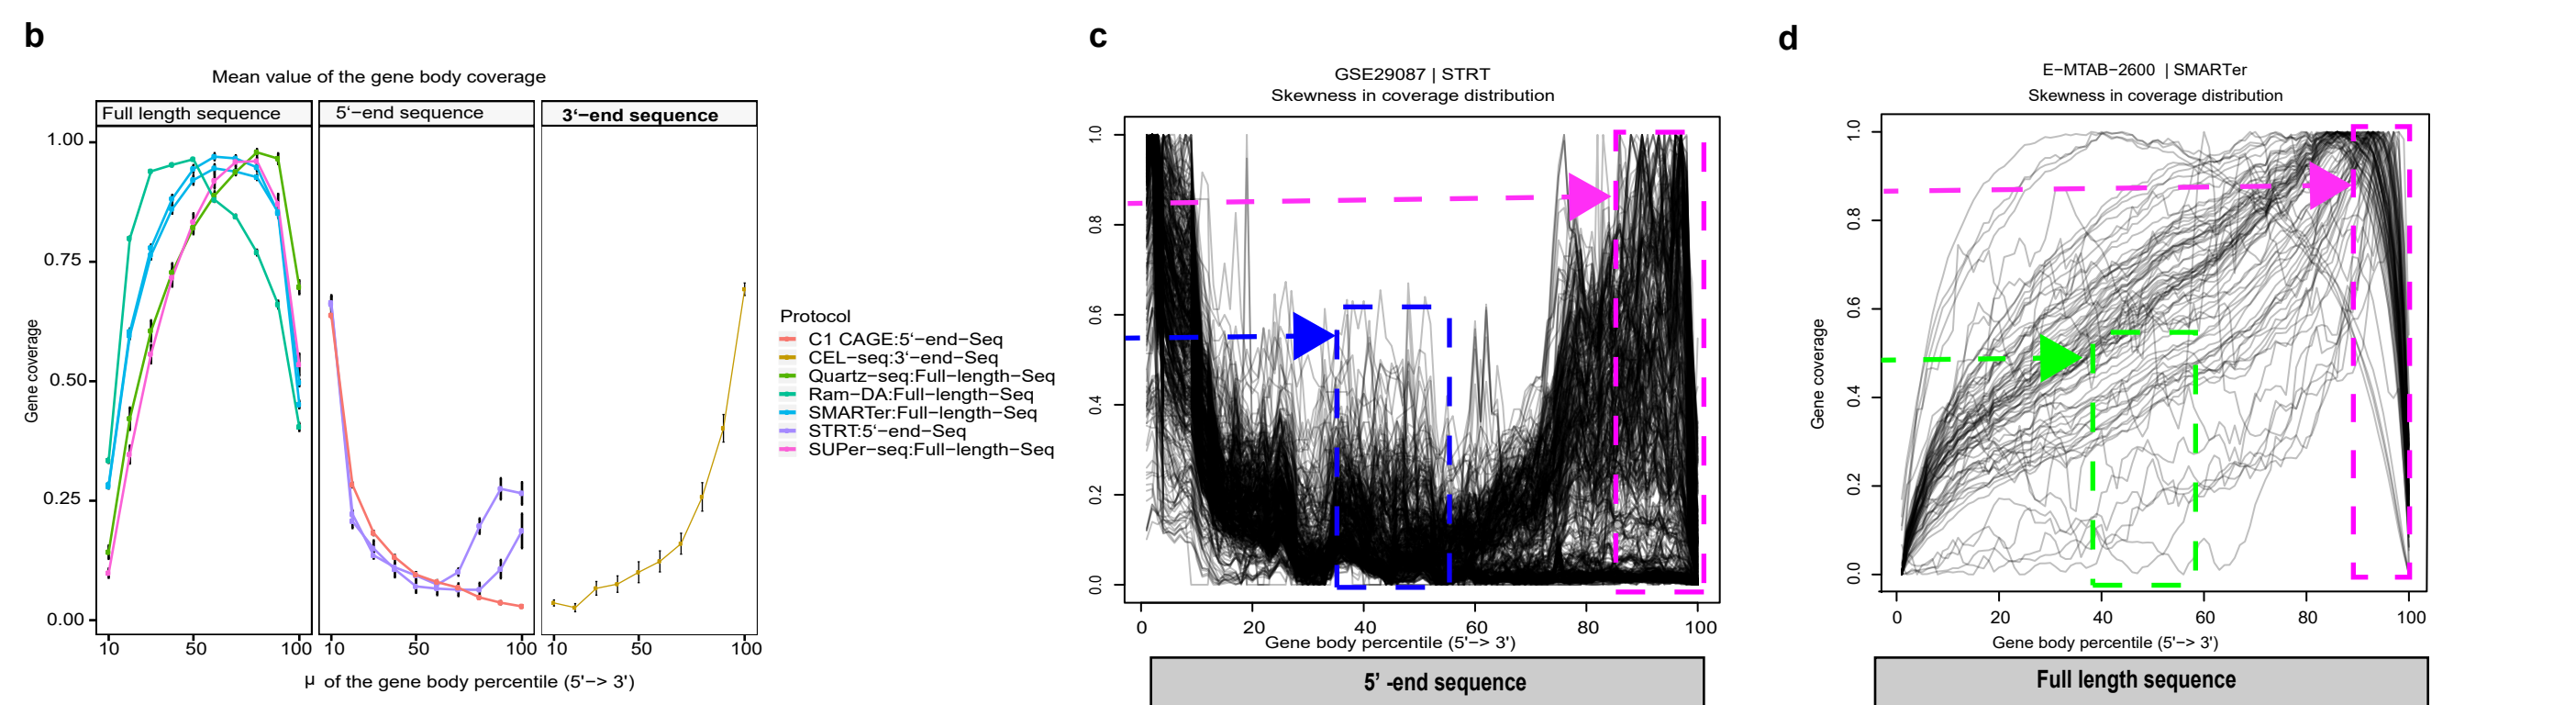 b
Mean value of the gene body coverage
Full length sequence
5‘−end sequence
3‘−end sequence
Gene coverage
1.00
0.75
0.50
0.25
0.00
10 50 100
10 50 100
10 50 100
μ of the gene body percentile (5'−> 3')
Protocol
C1 CAGE:5‘−end−Seq
CEL−seq:3‘−end−Seq
Quartz−seq:Full−length−Seq
Ram−DA:Full−length−Seq
SMARTer:Full−length−Seq
STRT:5‘−end−Seq
SUPer−seq:Full−length−Seq
c
GSE29087 | STRT
Skewness in coverage distribution
1.0
0.8
0.6
0.4
0.2
0.0
0 20 40 60 80 100
Gene body percentile (5'−> 3')
5’ -end sequence
d
E−MTAB−2600 | SMARTer
Skewness in coverage distribution
Gene coverage
1.0
0.8
0.6
0.4
0.2
0.0
0 20 40 60 80 100
Gene body percentile (5'−> 3')
Full length sequence